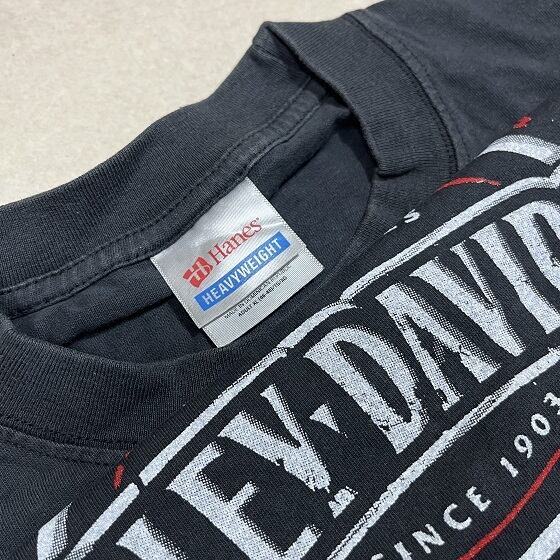 Hanes
HEAVYWEIGHT
LEY-DAVID
SINCE 1903